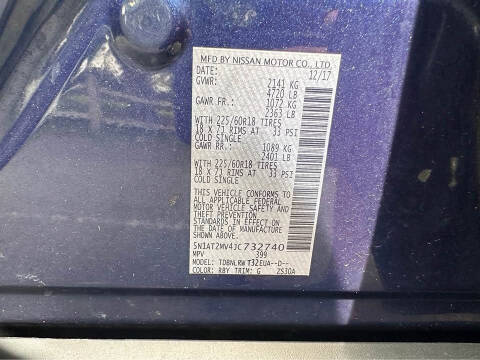 MFD BY NISSAN MOTOR CO., LTD.
DATE: 12/17
GVWR: 2141 KG
4720 LB
GAWR FR.: 1072 KG
2363 LB
WITH 225/60R18 TIRES
18 X 7J RIMS AT 33 PSI
COLD SINGLE
GAWR RR.: 1089 KG
2401 LB
WITH 225/60R18 TIRES
18 X 7J RIMS AT 33 PSI
COLD SINGLE
THIS VEHICLE CONFORMS TO
ALL APPLICABLE FEDERAL
MOTOR VEHICLE SAFETY AND
THEFT PREVENTION
STANDARDS IN EFFECT ON
THE DATE OF MANUFACTURE
SHOWN ABOVE.
5N1AT2MV4JC732740
MPV 399
MODEL: TDBNLRWT32EUA--D--
COLOR: RBY TRIM: G ZS30A